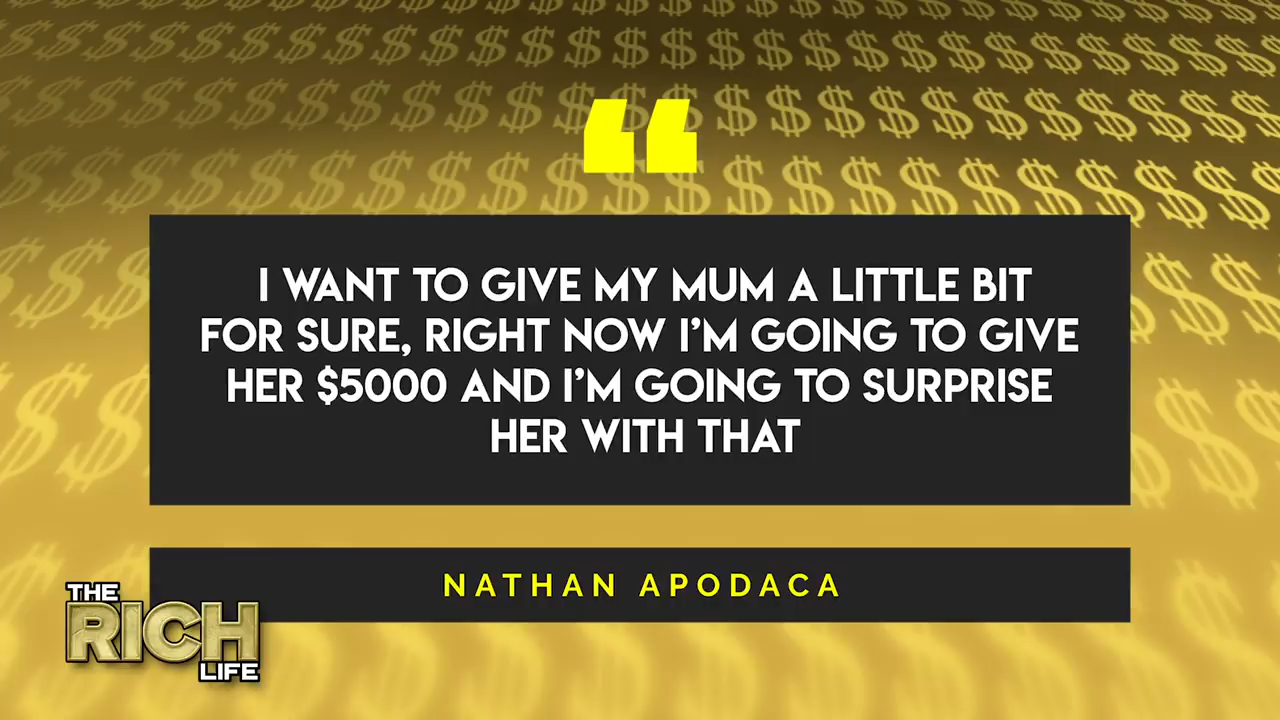 I WANT TO GIVE MY MUM A LITTLE BIT
FOR SURE, RIGHT NOW I'M GOING TO GIVE
HER $5000 AND I'M GOING TO SURPRISE
HER WITH THAT
NATHAN APODACA
THE
RICH
LIFE